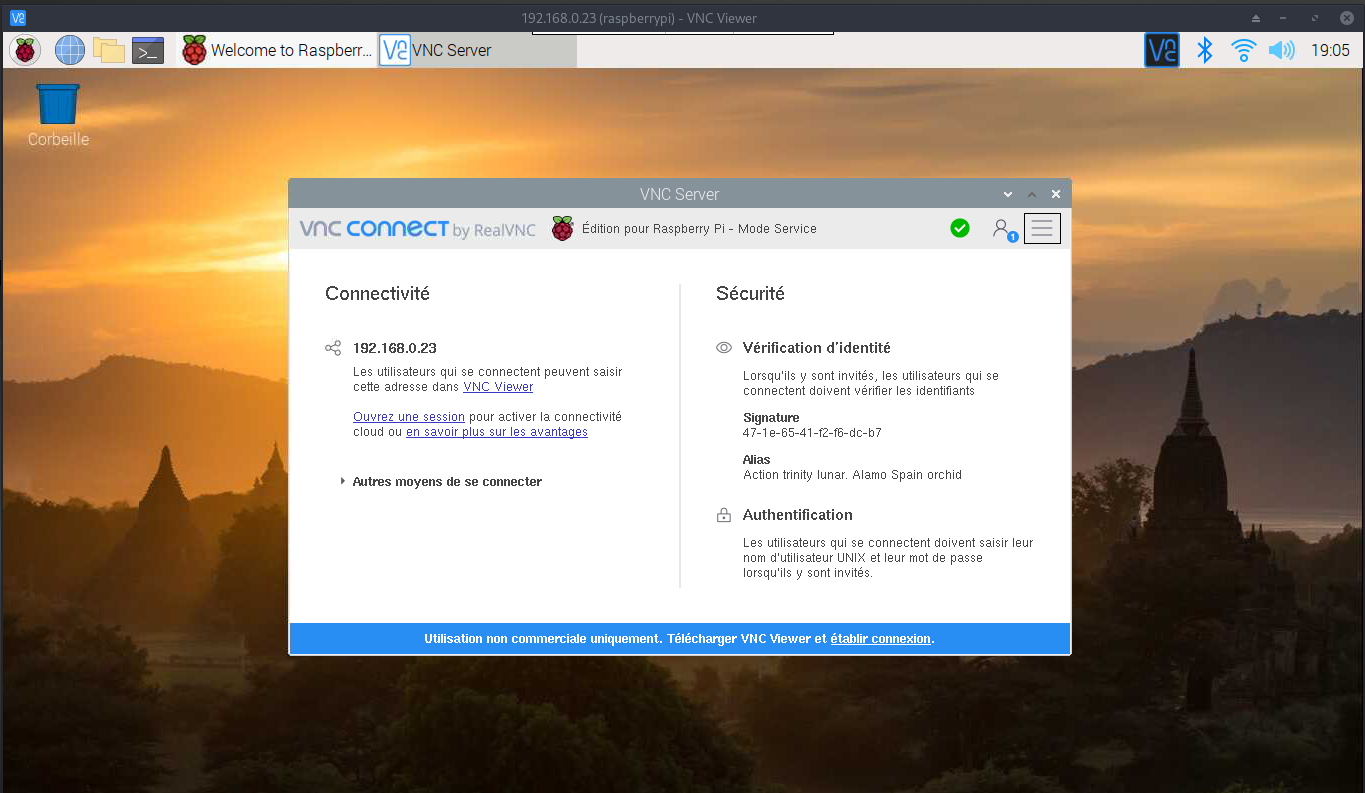 192.168.0.23 (raspberrypi) - VNC Viewer
Welcome to Raspberr...
VNC Server
19:05
Corbeille
VNC Server
vnc connect by RealVNC
Édition pour Raspberry Pi - Mode Service
1
Connectivité
192.168.0.23
Les utilisateurs qui se connectent peuvent saisir
cette adresse dans VNC Viewer
Ouvrez une session pour activer la connectivité
cloud ou en savoir plus sur les avantages
Autres moyens de se connecter
Sécurité
Vérification d'identité
Lorsqu'ils y sont invités, les utilisateurs qui se
connectent doivent vérifier les identifiants
Signature
47-1e-65-41-f2-f6-dc-b7
Alias
Action trinity lunar. Alamo Spain orchid
Authentification
Les utilisateurs qui se connectent doivent saisir leur
nom d'utilisateur UNIX et leur mot de passe
lorsqu'ils y sont invités.
Utilisation non commerciale uniquement. Télécharger VNC Viewer et établir connexion.